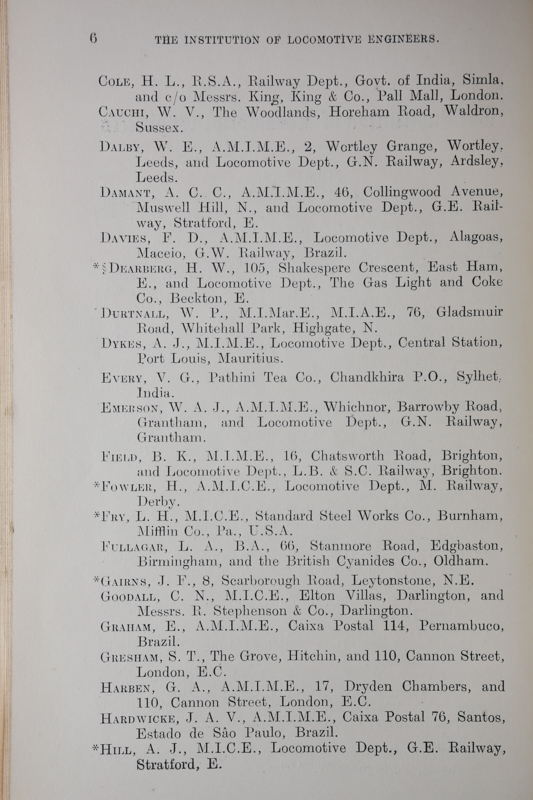 6 THE INSTITUTION OF LOCOMOTIVE ENGINEERS.
COLE, H. L., R.S.A., Railway Dept., Govt. of India, Simla,
and c/o Messrs. King, King & Co., Pall Mall, London.
CAUCHI, W. V., The Woodlands, Horeham Road, Waldron,
Sussex.
DALBY, W. E., A.M.I.M.E., 2, Wortley Grange, Wortley,
Leeds, and Locomotive Dept., G.N. Railway, Ardsley,
Leeds.
DAMANT, A. C. C., A.M.I.M.E., 46, Collingwood Avenue,
Muswell Hill, N., and Locomotive Dept., G.E. Rail-
way, Stratford, E.
DAVIES, F. D., A.M.I.M.E., Locomotive Dept., Alagoas,
Maceio, G.W. Railway, Brazil.
*§DEARBERG, H. W., 105, Shakespere Crescent, East Ham,
E., and Locomotive Dept., The Gas Light and Coke
Co., Beckton, E.
DURTNALL, W. P., M.I.Mar.E., M.I.A.E., 76, Gladsmuir
Road, Whitehall Park, Highgate, N.
DYKES, A. J., M.I.M.E., Locomotive Dept., Central Station,
Port Louis, Mauritius.
EVERY, V. G., Pathini Tea Co., Chandkhira P.O., Sylhet,
India.
EMERSON, W. A. J., A.M.I.M.E., Whichnor, Barrowby Road,
Grantham, and Locomotive Dept., G.N. Railway,
Grantham.
FIELD, B. K., M.I.M.E., 16, Chatsworth Road, Brighton,
and Locomotive Dept., L.B. & S.C. Railway, Brighton.
*FOWLER, H., A.M.I.C.E., Locomotive Dept., M. Railway,
Derby.
*FRY, L. H., M.I.C.E., Standard Steel Works Co., Burnham,
Mifflin Co., Pa., U.S.A.
FULLAGAR, L. A., B.A., 66, Stanmore Road, Edgbaston,
Birmingham, and the British Cyanides Co., Oldham.
*GAIRNS, J. F., 8, Scarborough Road, Leytonstone, N.E.
GOODALL, C. N., M.I.C.E., Elton Villas, Darlington, and
Messrs. R. Stephenson & Co., Darlington.
GRAHAM, E., A.M.I.M.E., Caixa Postal 114, Pernambuco,
Brazil.
GRESHAM, S. T., The Grove, Hitchin, and 110, Cannon Street,
London, E.C.
HARBEN, G. A., A.M.I.M.E., 17, Dryden Chambers, and
110, Cannon Street, London, E.C.
HARDWICKE, J. A. V., A.M.I.M.E., Caixa Postal 76, Santos,
Estado de Sâo Paulo, Brazil.
*HILL, A. J., M.I.C.E., Locomotive Dept., G.E. Railway,
Stratford, E.